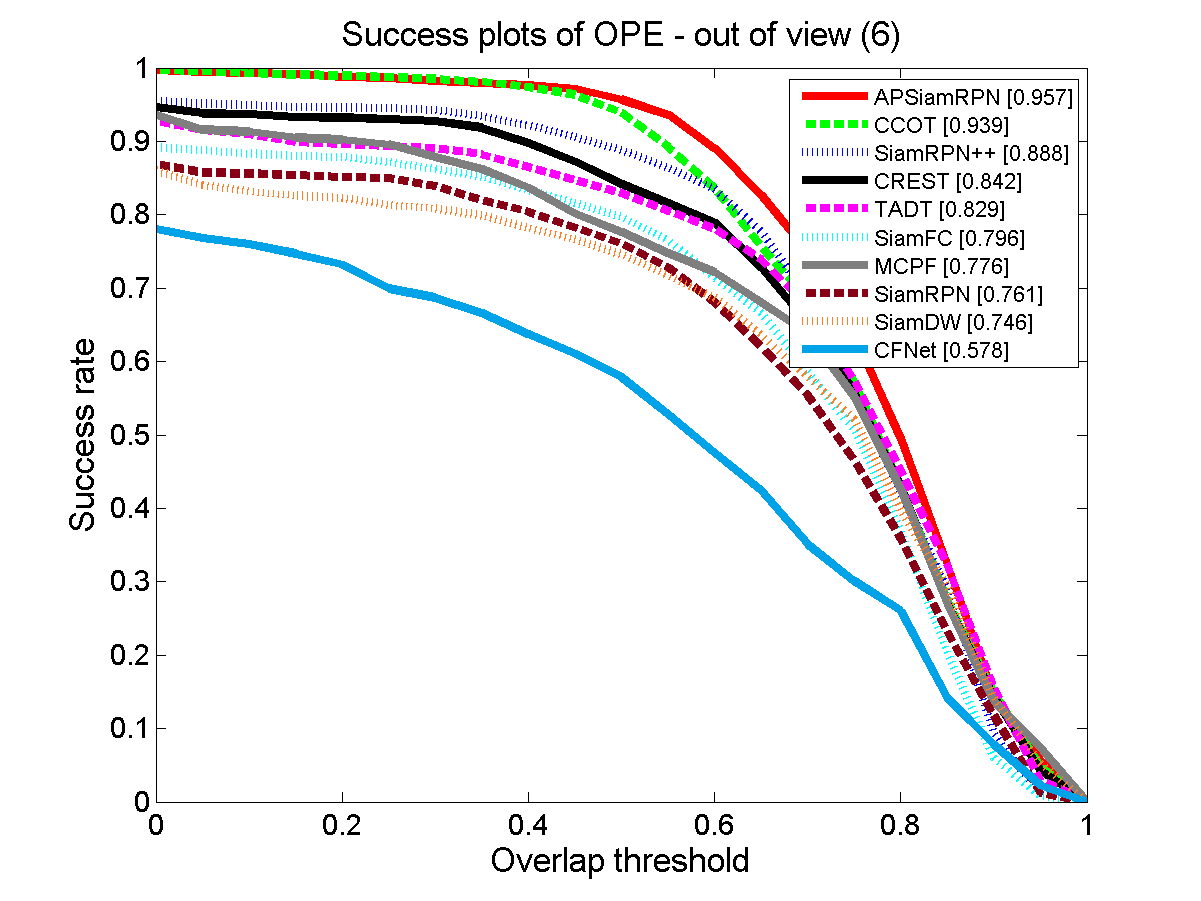 Success plots of OPE - out of view (6)
1
0.9
0.8
0.7
0.6
0.5
0.4
0.3
0.2
0.1
0
Success rate
APSiamRPN [0.957]
CCOT [0.939]
SiamRPN++ [0.888]
CREST [0.842]
TADT [0.829]
SiamFC [0.796]
MCPF [0.776]
SiamRPN [0.761]
SiamDW [0.746]
CFNet [0.578]
0 0.2 0.4 0.6 0.8 1
Overlap threshold